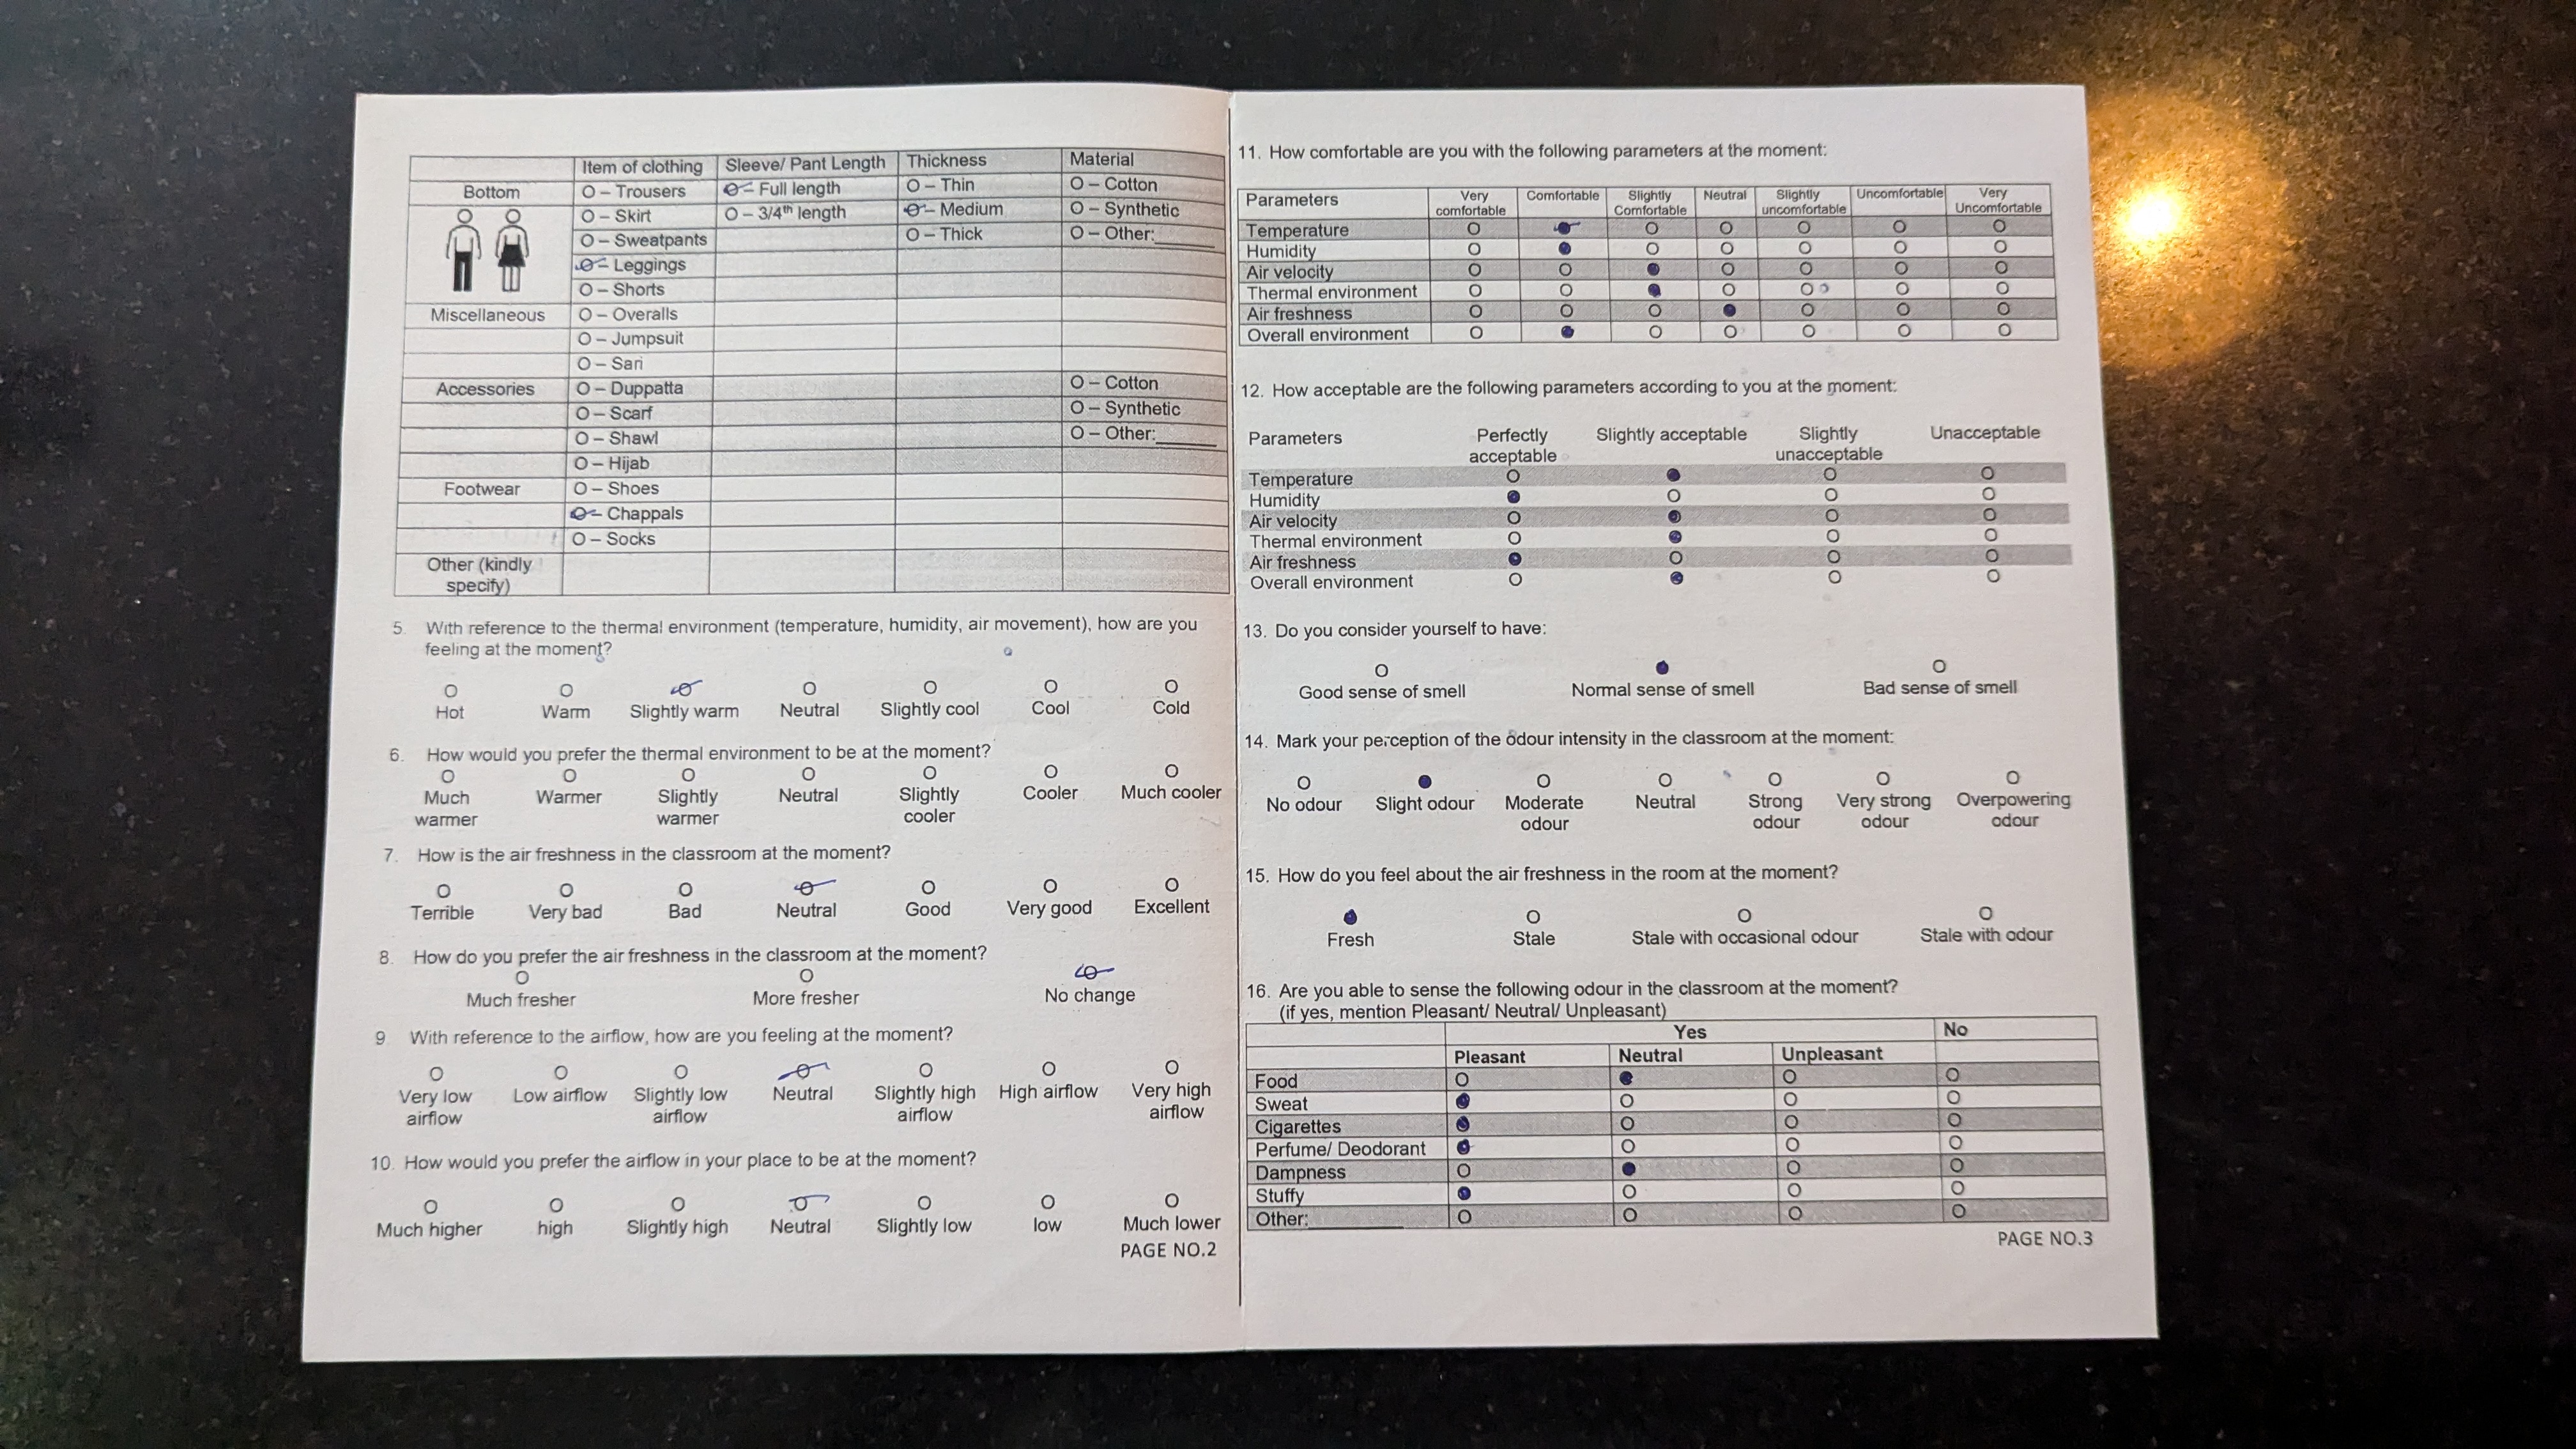 Item of clothing Sleeve/ Pant Length Thickness Material
Bottom O – Trousers O – Full length O – Thin O – Cotton
O – Skirt O – 3/4th length O – Medium O – Synthetic
O – Sweatpants O – Thick O – Other:______
O – Leggings
O – Shorts
Miscellaneous O – Overalls
O – Jumpsuit
O – Sari
Accessories O – Duppatta O – Cotton
O – Scarf O – Synthetic
O – Shawl O – Other:______
O – Hijab
Footwear O – Shoes
O – Chappals
O – Socks
Other (kindly
specify)
5. With reference to the thermal environment (temperature, humidity, air movement), how are you
feeling at the moment?
O O O O O O O
Hot Warm Slightly warm Neutral Slightly cool Cool Cold
6. How would you prefer the thermal environment to be at the moment?
O O O O O O O
Much Warmer Slightly Neutral Slightly Cooler Much cooler
warmer warmer cooler
7. How is the air freshness in the classroom at the moment?
O O O O O O O
Terrible Very bad Bad Neutral Good Very good Excellent
8. How do you prefer the air freshness in the classroom at the moment?
O O O
Much fresher More fresher No change
9. With reference to the airflow, how are you feeling at the moment?
O O O O O O O
Very low Low airflow Slightly low Neutral Slightly high High airflow Very high
airflow airflow airflow airflow
10. How would you prefer the airflow in your place to be at the moment?
O O O O O O O
Much higher high Slightly high Neutral Slightly low low Much lower
PAGE NO.2
11. How comfortable are you with the following parameters at the moment:
Parameters Very Comfortable Slightly Neutral Slightly Uncomfortable Very
comfortable Comfortable uncomfortable Uncomfortable
Temperature O O O O O O O
Humidity O O O O O O O
Air velocity O O O O O O O
Thermal environment O O O O O O O
Air freshness O O O O O O O
Overall environment O O O O O O O
12. How acceptable are the following parameters according to you at the moment:
Parameters Perfectly Slightly acceptable Slightly Unacceptable
acceptable unacceptable
Temperature O O O O
Humidity O O O O
Air velocity O O O O
Thermal environment O O O O
Air freshness O O O O
Overall environment O O O O
13. Do you consider yourself to have:
O O O
Good sense of smell Normal sense of smell Bad sense of smell
14. Mark your perception of the odour intensity in the classroom at the moment:
O O O O O O O
No odour Slight odour Moderate Neutral Strong Very strong Overpowering
odour odour odour odour
15. How do you feel about the air freshness in the room at the moment?
O O O O
Fresh Stale Stale with occasional odour Stale with odour
16. Are you able to sense the following odour in the classroom at the moment?
(if yes, mention Pleasant/ Neutral/ Unpleasant)
Yes No
Pleasant Neutral Unpleasant
Food O O O O
Sweat O O O O
Cigarettes O O O O
Perfume/ Deodorant O O O O
Dampness O O O O
Stuffy O O O O
Other:__________ O O O O
PAGE NO.3